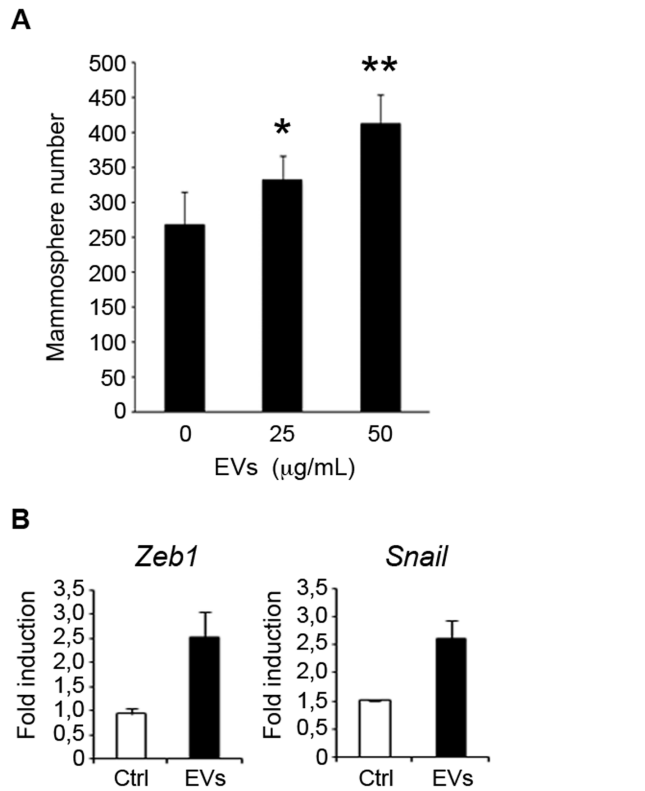 A
Mammosphere number
500
450
400
350
300
250
200
150
100
50
0
*
**
0 25 50
EVs (μg/mL)
B
Zeb1
Fold induction
3,5
3,0
2,5
2,0
1,5
1,0
0,5
0
Ctrl EVs
Snail
Fold induction
3,5
3,0
2,5
2,0
1,5
0,5
0
Ctrl EVs